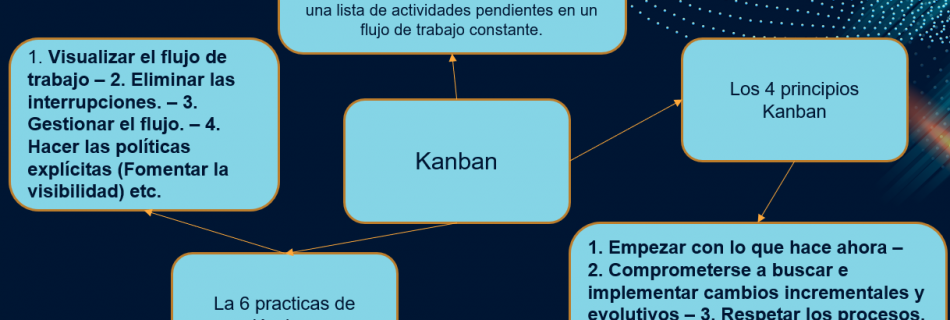 una lista de actividades pendientes en un
flujo de trabajo constante.
1. Visualizar el flujo de
trabajo – 2. Eliminar las
interrupciones. – 3.
Gestionar el flujo. – 4.
Hacer las políticas
explícitas (Fomentar la
visibilidad) etc.
Kanban
Los 4 principios
Kanban
La 6 practicas de
1. Empezar con lo que hace ahora –
2. Comprometerse a buscar e
implementar cambios incrementales y
evolutivos – 3. Respetar los procesos,